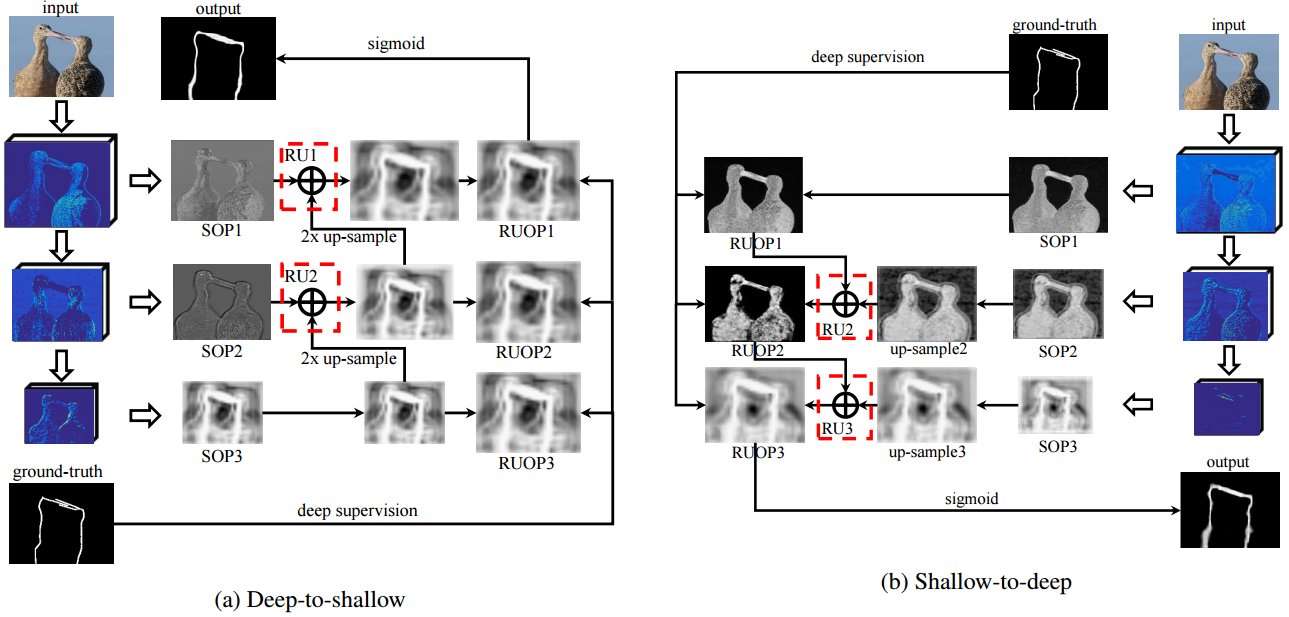 input
output
sigmoid
RU1
SOP1
2x up-sample
RUOP1
RU2
SOP2
2x up-sample
RUOP2
SOP3
RUOP3
ground-truth
deep supervision
(a) Deep-to-shallow
ground-truth
input
deep supervision
RUOP1
SOP1
RU2
RUOP2
up-sample2
SOP2
RU3
RUOP3
up-sample3
SOP3
output
sigmoid
(b) Shallow-to-deep